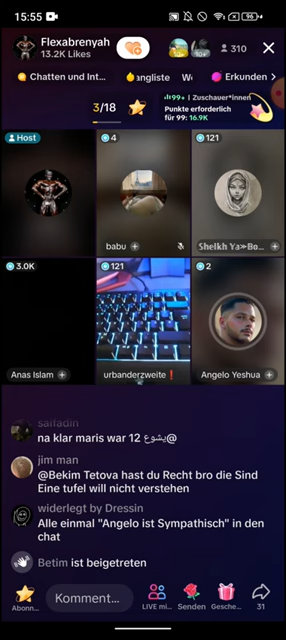 15:55
96
Flexabrenyah
13.2K Likes
310
Chatten und Int...
angliste
Erkunden
3/18
99+ | Zuschauer*innen
Punkte erforderlich
für 99: 16.9K
Host
4
121
babu
Sheikh Ya≫Bo...
3.0K
121
2
Anas Islam
urbanderzweite❗
Angelo Yeshua
saifadin
na klar maris war 12 يشوع@
jim man
@Bekim Tetova hast du Recht bro die Sind
Eine tufel will nicht verstehen
widerlegt by Dressin
Alle einmal "Angelo ist Sympathisch" in den
chat
Betim ist beigetreten
Abonn...
Komment...
LIVE mi...
Senden
Gesche...
31